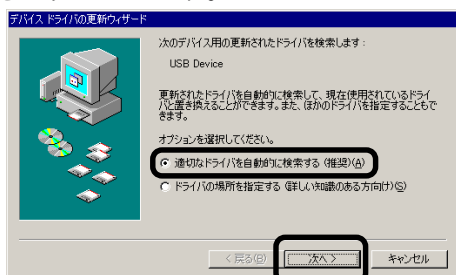 デバイス ドライバの更新ウィザード
次のデバイス用の更新されたドライバを検索します：
USB Device
更新されたドライバを自動的に検索して、現在使用されているドライ
バと置き換えることができます。また、ほかのドライバを指定することもで
きます。
オプションを選択してください。
適切なドライバを自動的に検索する (推奨)(A)
ドライバの場所を指定する (詳しい知識のある方向け)(S)
< 戻る(B)
次へ >
キャンセル